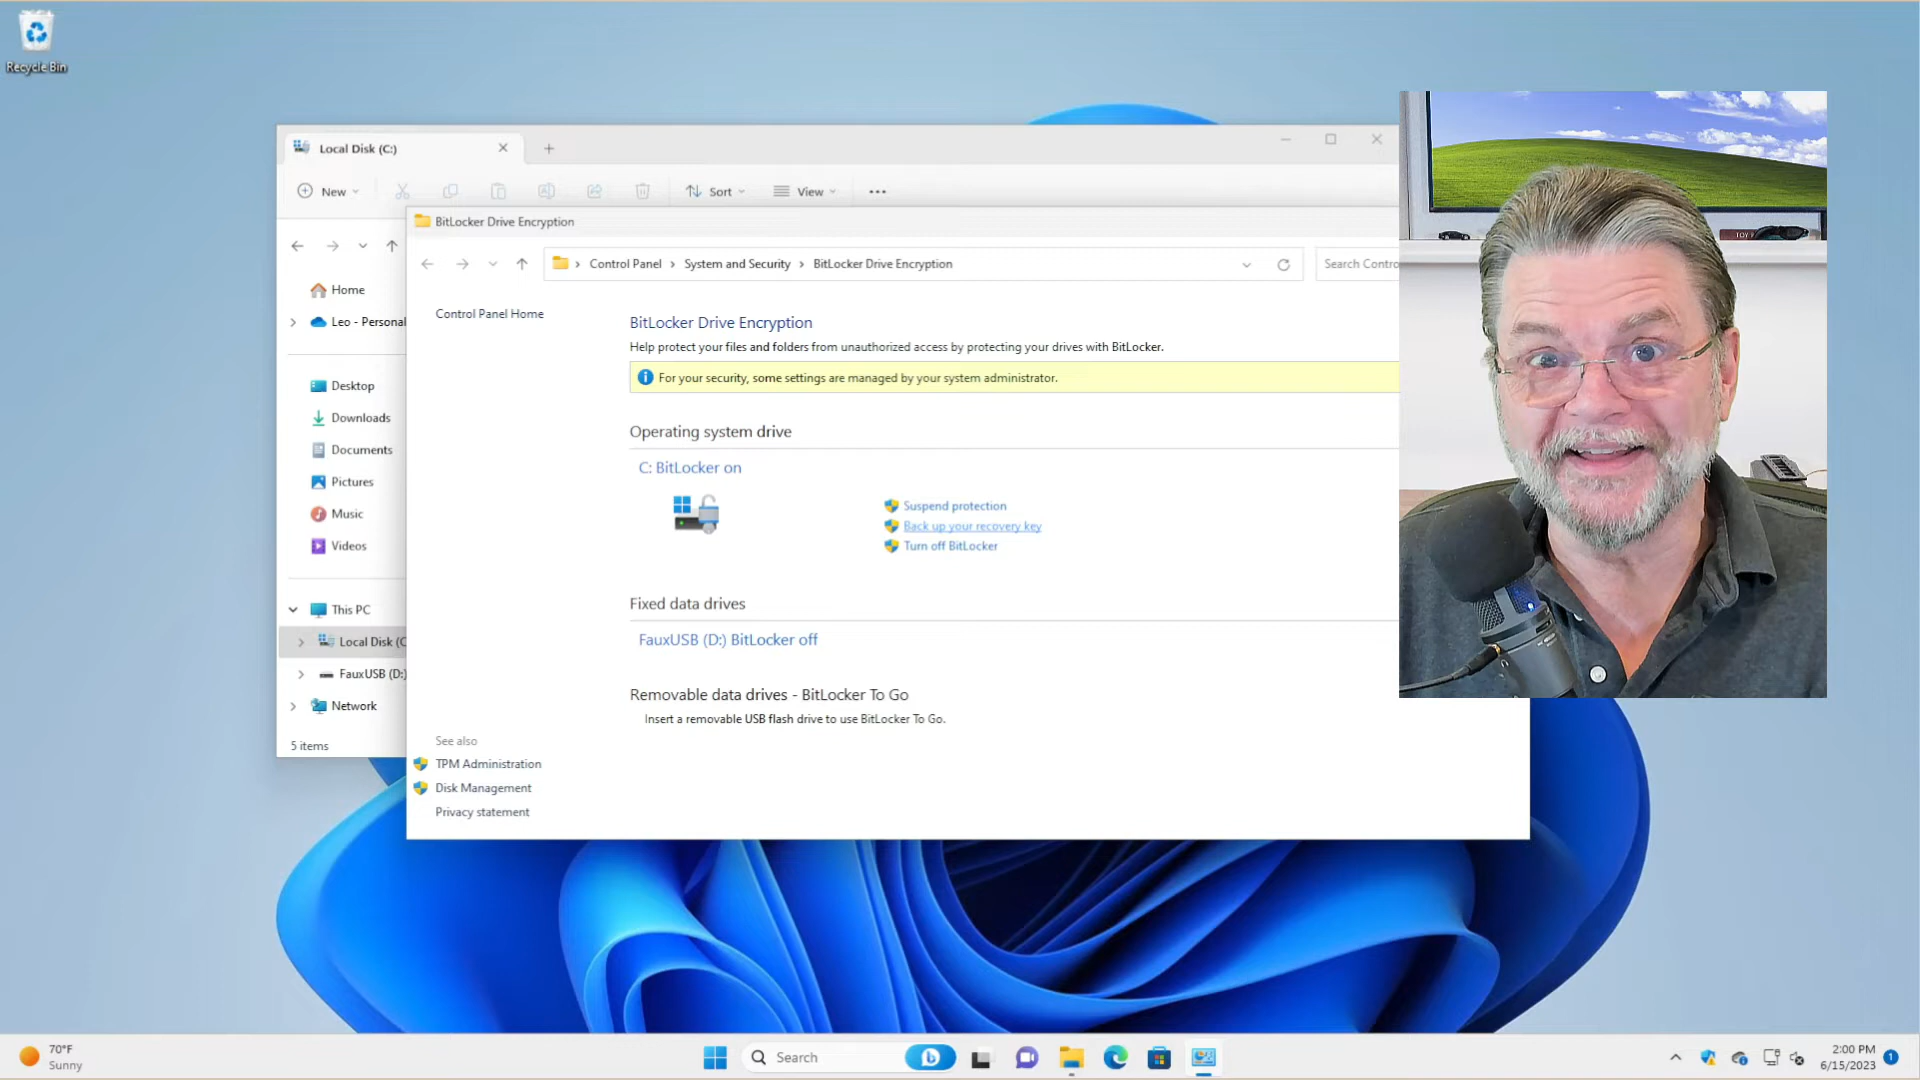 Recycle Bin
Local Disk (C:)
New
Sort
View
BitLocker Drive Encryption
Control Panel
System and Security
BitLocker Drive Encryption
Search Contro
Home
Leo - Personal
Desktop
Downloads
Documents
Pictures
Music
Videos
This PC
Local Disk (C
FauxUSB (D:)
Network
5 items
Control Panel Home
BitLocker Drive Encryption
Help protect your files and folders from unauthorized access by protecting your drives with BitLocker.
For your security, some settings are managed by your system administrator.
Operating system drive
C: BitLocker on
Suspend protection
Back up your recovery key
Turn off BitLocker
Fixed data drives
FauxUSB (D:) BitLocker off
Removable data drives - BitLocker To Go
Insert a removable USB flash drive to use BitLocker To Go.
See also
TPM Administration
Disk Management
Privacy statement
70°F
Sunny
Search
2:00 PM
6/15/2023
1